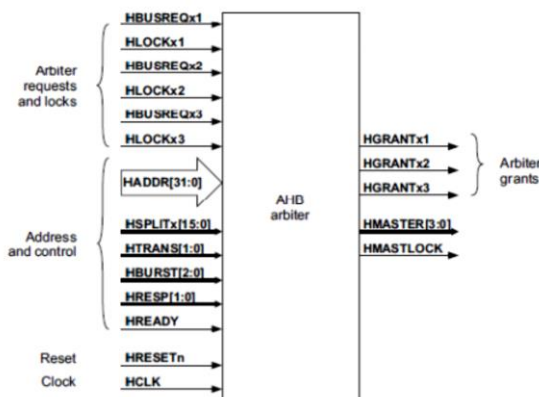 HBUSREQx1
HLOCKx1
HBUSREQx2
HLOCKx2
HBUSREQx3
HLOCKx3
Arbiter
requests
and locks
HADDR[31:0]
HSPLITx[15:0]
HTRANS[1:0]
HBURST[2:0]
HRESP[1:0]
HREADY
Address
and control
Reset
HRESETn
Clock
HCLK
AHB
arbiter
HGRANTx1
HGRANTx2
HGRANTx3
Arbiter
grants
HMASTER[3:0]
HMASTLOCK